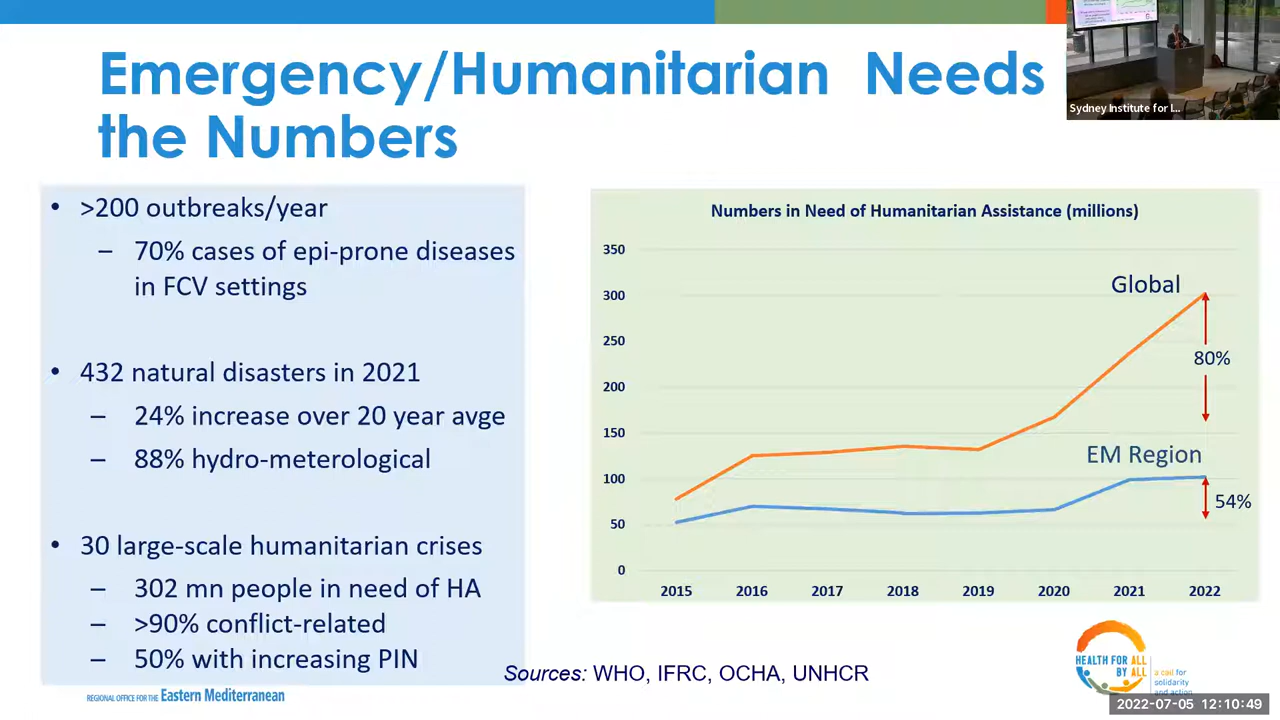 Emergency/Humanitarian Needs
the Numbers
Sydney Institute for I...
• >200 outbreaks/year
– 70% cases of epi-prone diseases
in FCV settings
• 432 natural disasters in 2021
– 24% increase over 20 year avge
– 88% hydro-meterological
• 30 large-scale humanitarian crises
– 302 mn people in need of HA
– >90% conflict-related
– 50% with increasing PIN
Numbers in Need of Humanitarian Assistance (millions)
350
300
250
200
150
100
50
0
Global
80%
EM Region
54%
2015 2016 2017 2018 2019 2020 2021 2022
Sources: WHO, IFRC, OCHA, UNHCR
REGIONAL OFFICE FOR THE Eastern Mediterranean
HEALTH FOR ALL
BY ALL
a call for
solidarity
and action
2022-07-05 12:10:49